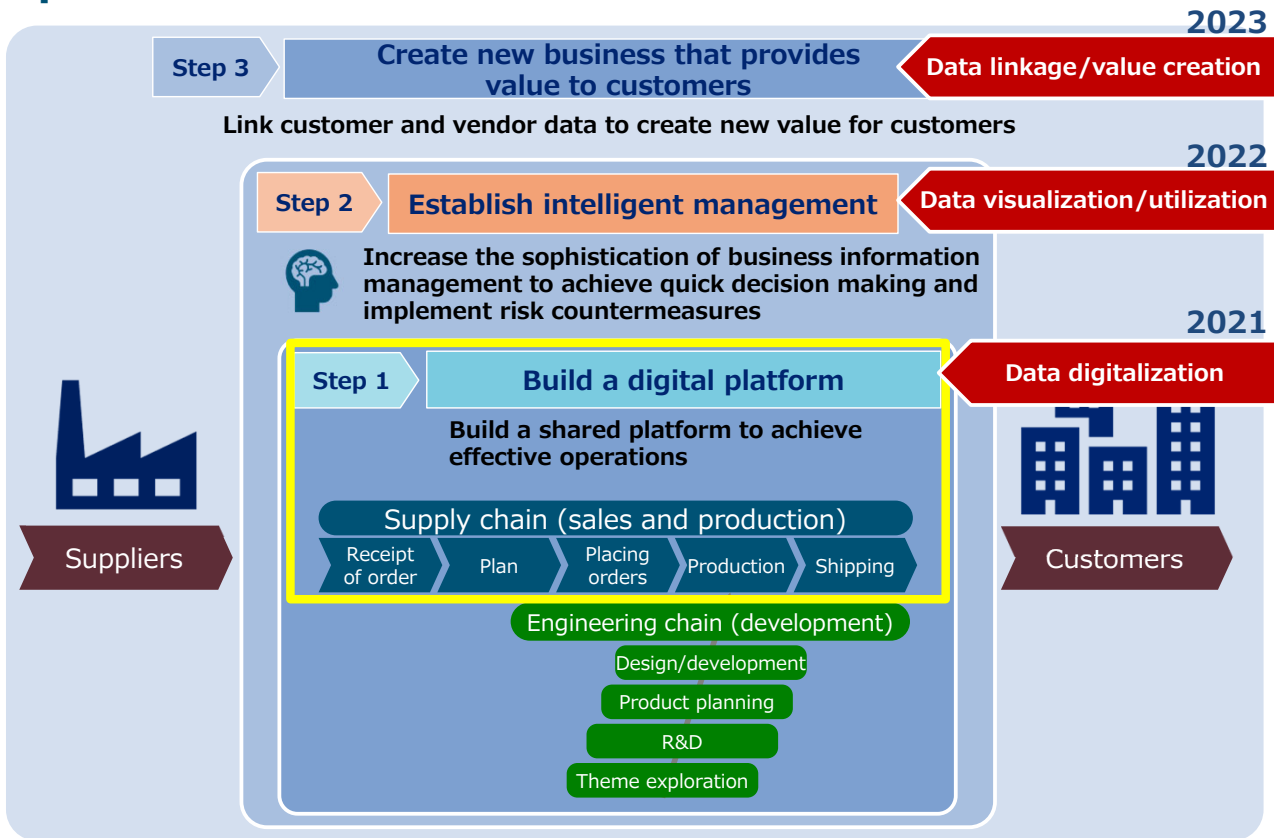 2023
Step 3
Create new business that provides
value to customers
Data linkage/value creation
Link customer and vendor data to create new value for customers
2022
Step 2
Establish intelligent management
Data visualization/utilization
Increase the sophistication of business information
management to achieve quick decision making and
implement risk countermeasures
2021
Step 1
Build a digital platform
Data digitalization
Build a shared platform to achieve
effective operations
Supply chain (sales and production)
Suppliers
Receipt
of order
Plan
Placing
orders
Production
Shipping
Customers
Engineering chain (development)
Design/development
Product planning
R&D
Theme exploration